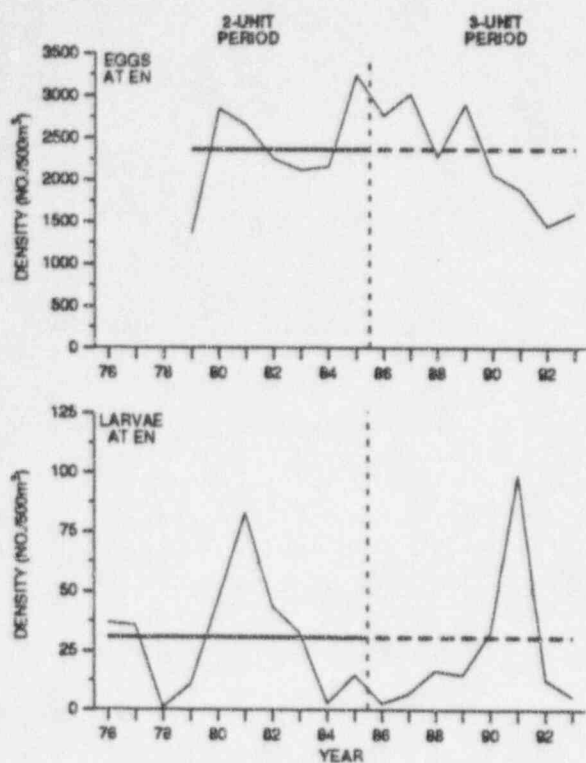 2-UNIT PERIOD
3-UNIT PERIOD
EGGS AT EN
DENSITY (NO./500m³)
3500
3000
2500
2000
1500
1000
500
0
76 78 80 82 84 86 88 90 92
LARVAE AT EN
DENSITY (NO./500m³)
125
100
75
50
25
0
76 78 80 82 84 86 88 90 92
YEAR